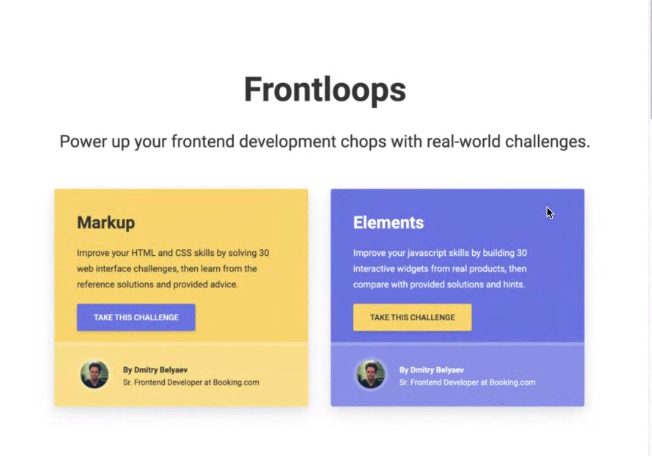 Frontloops
Power up your frontend development chops with real-world challenges.
Markup
Improve your HTML and CSS skills by solving 30
web interface challenges, then learn from the
reference solutions and provided advice.
TAKE THIS CHALLENGE
By Dmitry Belyaev
Sr. Frontend Developer at Booking.com
Elements
Improve your javascript skills by building 30
interactive widgets from real products, then
compare with provided solutions and hints.
TAKE THIS CHALLENGE
By Dmitry Belyaev
Sr. Frontend Developer at Booking.com